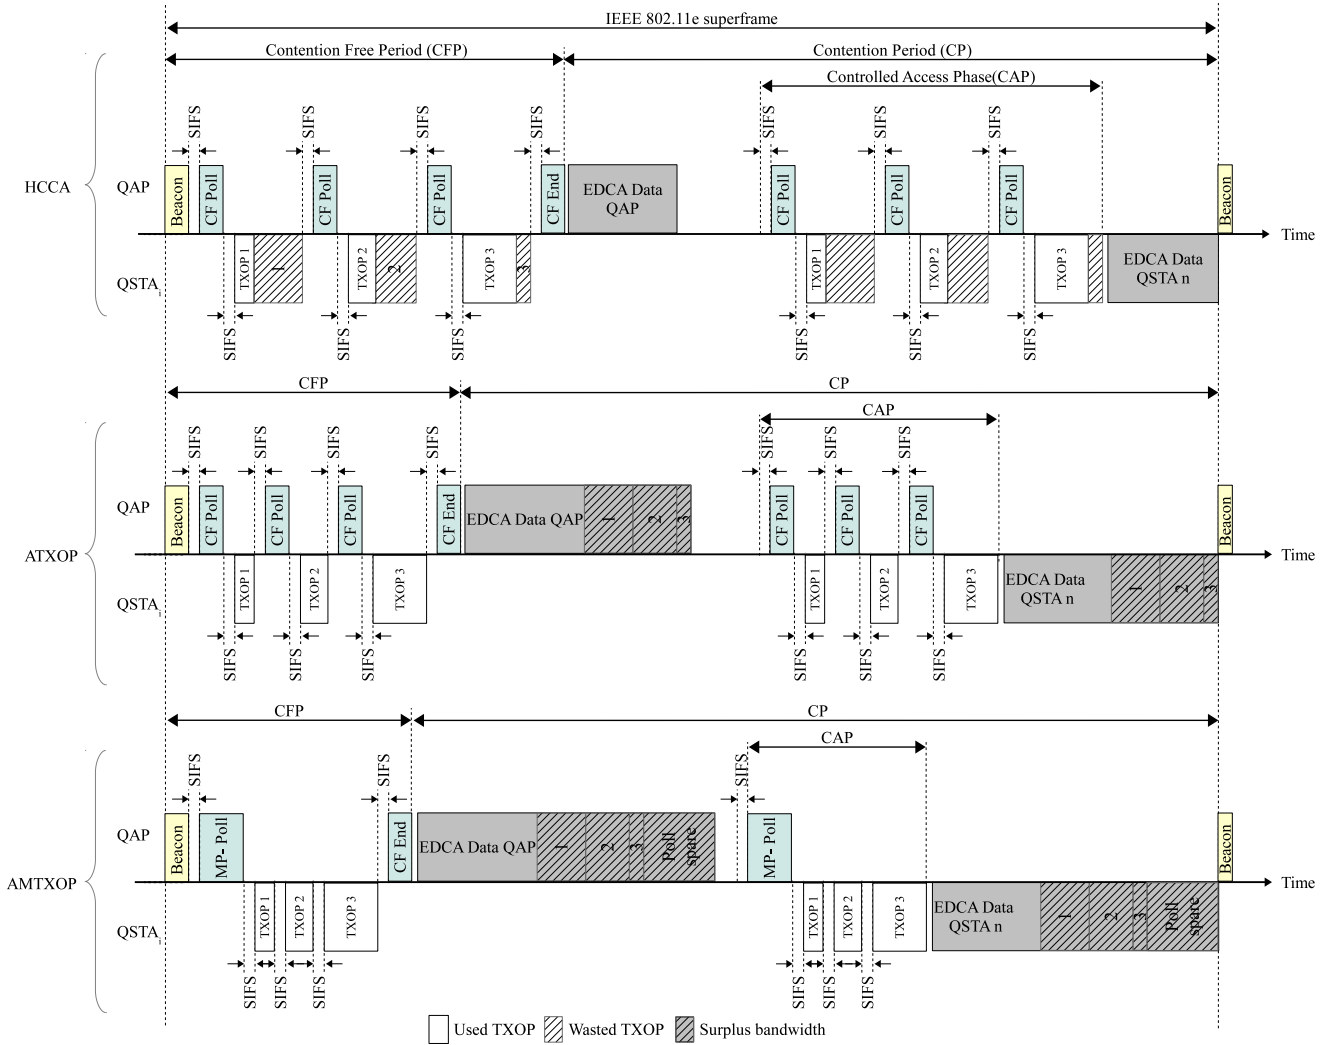 IEEE 802.11e superframe
Contention Free Period (CFP)
Contention Period (CP)
Controlled Access Phase(CAP)
SIFS
SIFS
SIFS
SIFS
SIFS
SIFS
SIFS
HCCA
QAP
Beacon
CF Poll
CF Poll
CF Poll
CF End
EDCA Data
QAP
CF Poll
CF Poll
CF Poll
Beacon
Time
QSTAi
TXOP 1
1
TXOP 2
2
TXOP 3
3
TXOP 1
TXOP 2
TXOP 3
EDCA Data
QSTA n
SIFS
SIFS
SIFS
SIFS
SIFS
SIFS
CFP
CP
CAP
SIFS
SIFS
SIFS
SIFS
SIFS
SIFS
SIFS
ATXOP
QAP
Beacon
CF Poll
CF Poll
CF Poll
CF End
EDCA Data QAP
1
2
3
CF Poll
CF Poll
CF Poll
Beacon
Time
QSTAi
TXOP 1
TXOP 2
TXOP 3
TXOP 1
TXOP 2
TXOP 3
EDCA Data
QSTA n
1
2
3
SIFS
SIFS
SIFS
SIFS
SIFS
SIFS
CFP
CP
CAP
SIFS
SIFS
SIFS
AMTXOP
QAP
Beacon
MP- Poll
CF End
EDCA Data QAP
1
2
3
Poll
spare
MP- Poll
Beacon
Time
QSTAi
TXOP 1
TXOP 2
TXOP 3
TXOP 1
TXOP 2
TXOP 3
EDCA Data
QSTA n
1
2
3
Poll
spare
SIFS
SIFS
SIFS
SIFS
SIFS
SIFS
Used TXOP
Wasted TXOP
Surplus bandwidth